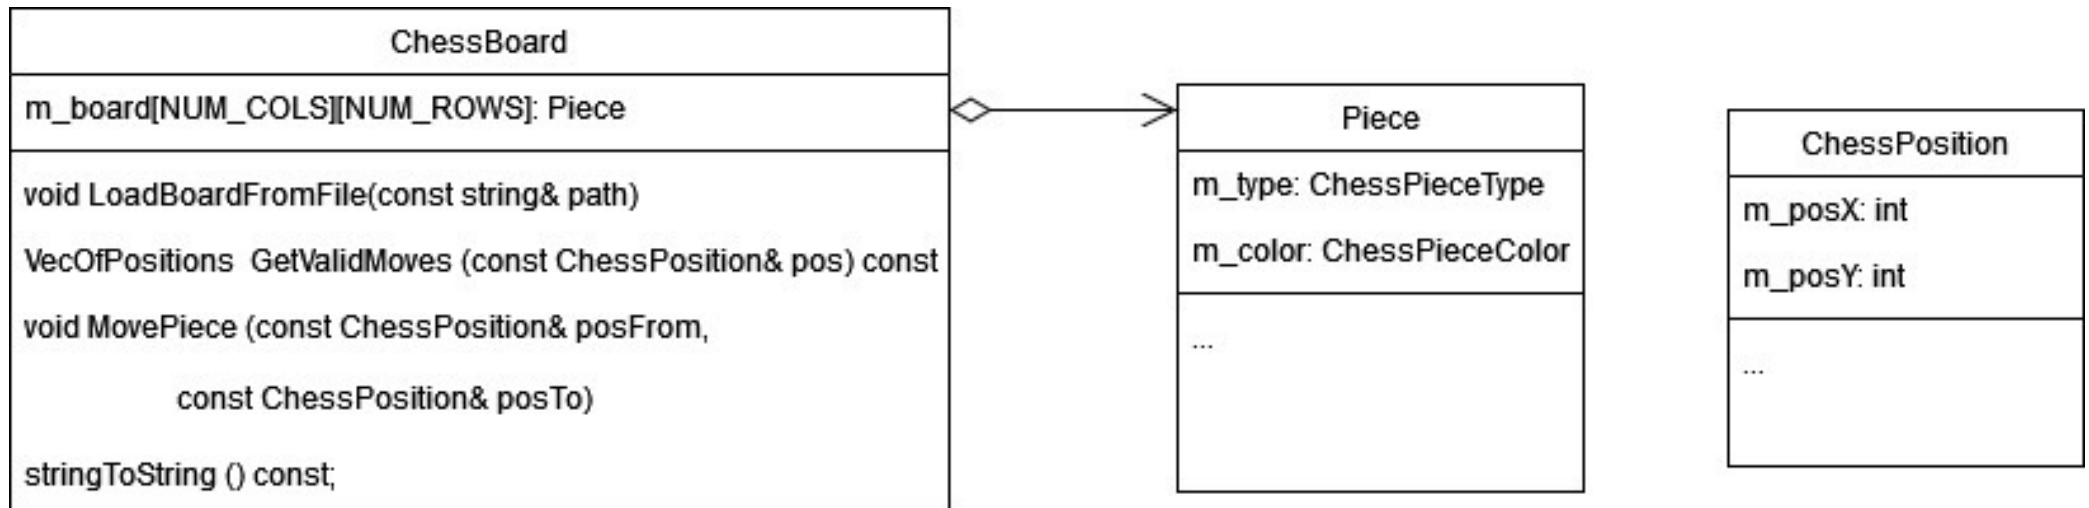 ChessBoard
m_board[NUM_COLS][NUM_ROWS]: Piece
void LoadBoardFromFile(const string& path)
VecOfPositions  GetValidMoves (const ChessPosition& pos) const
void MovePiece (const ChessPosition& posFrom,
const ChessPosition& posTo)
stringToString () const;
Piece
m_type: ChessPieceType
m_color: ChessPieceColor
...
ChessPosition
m_posX: int
m_posY: int
...